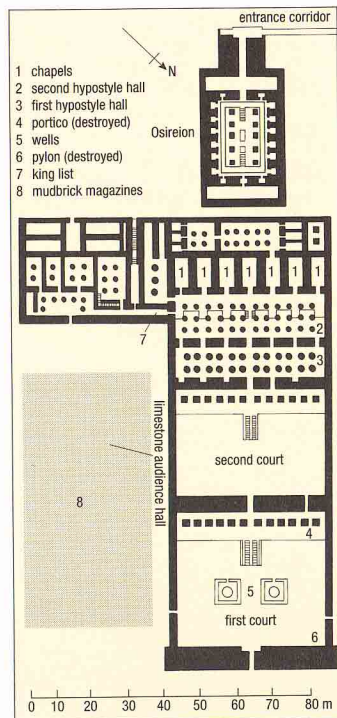 entrance corridor
N
1 chapels
2 second hypostyle hall
3 first hypostyle hall
4 portico (destroyed)
5 wells
6 pylon (destroyed)
7 king list
8 mudbrick magazines
Osireion
1 1 1 1 1 1 1
2
7
3
limestone audience hall
second court
8
4
5
first court
6
0 10 20 30 40 50 60 70 80 m